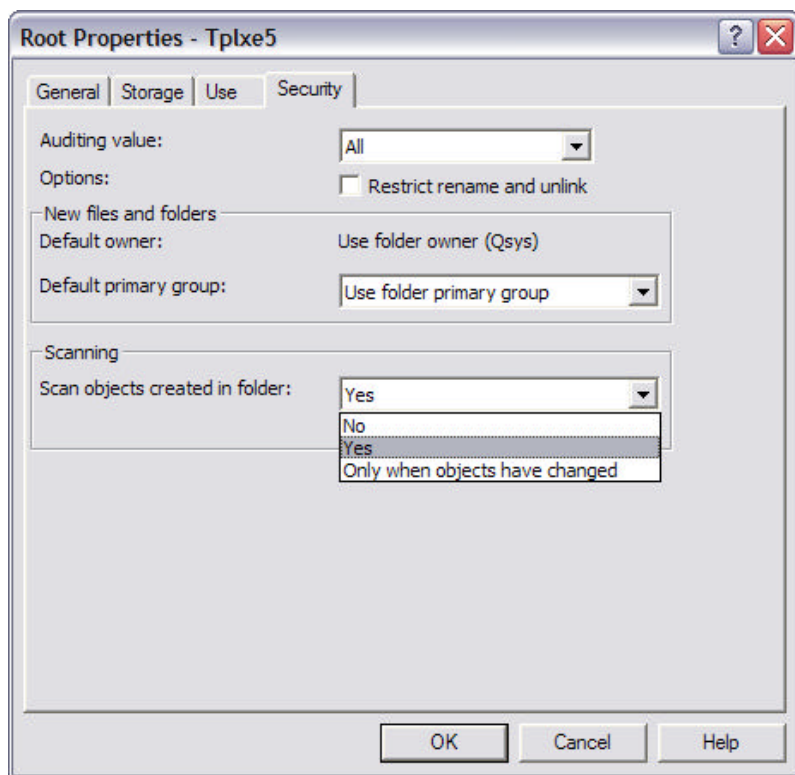 Root Properties - Tplxe5
General Storage Use Security
Auditing value: All
Options: Restrict rename and unlink
New files and folders
Default owner: Use folder owner (Qsys)
Default primary group: Use folder primary group
Scanning
Scan objects created in folder: Yes
No
Yes
Only when objects have changed
OK Cancel Help